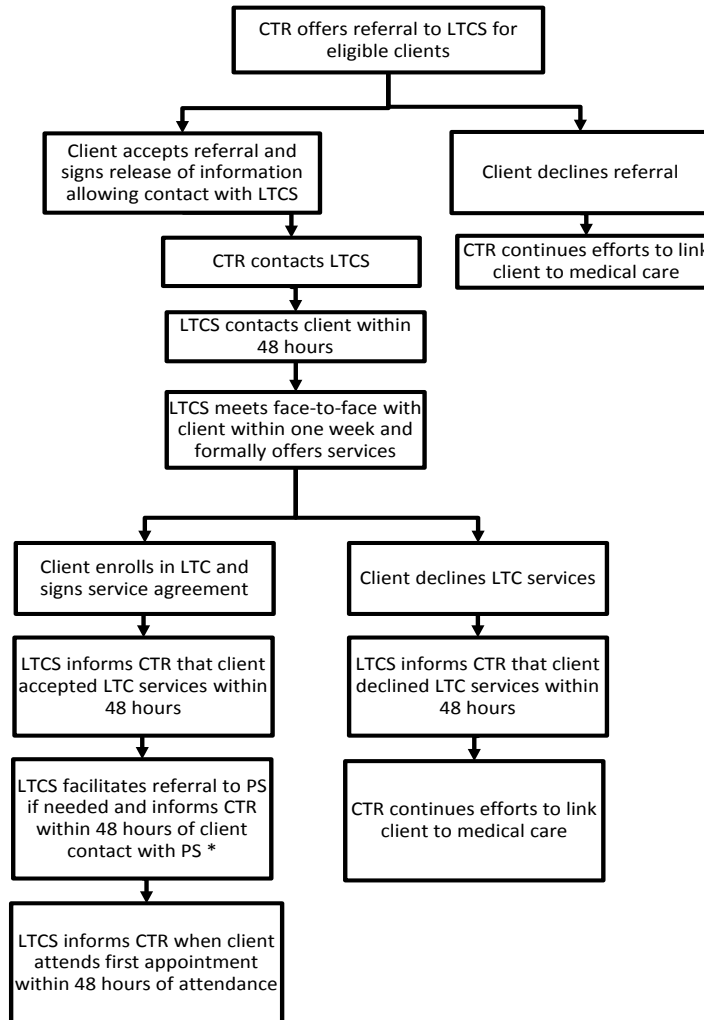 CTR offers referral to LTCS for
eligible clients
Client accepts referral and
signs release of information
allowing contact with LTCS
Client declines referral
CTR contacts LTCS
CTR continues efforts to link
client to medical care
LTCS contacts client within
48 hours
LTCS meets face-to-face with
client within one week and
formally offers services
Client enrolls in LTC and
signs service agreement
Client declines LTC services
LTCS informs CTR that client
accepted LTC services within
48 hours
LTCS informs CTR that client
declined LTC services within
48 hours
LTCS facilitates referral to PS
if needed and informs CTR
within 48 hours of client
contact with PS *
CTR continues efforts to link
client to medical care
LTCS informs CTR when client
attends first appointment
within 48 hours of attendance